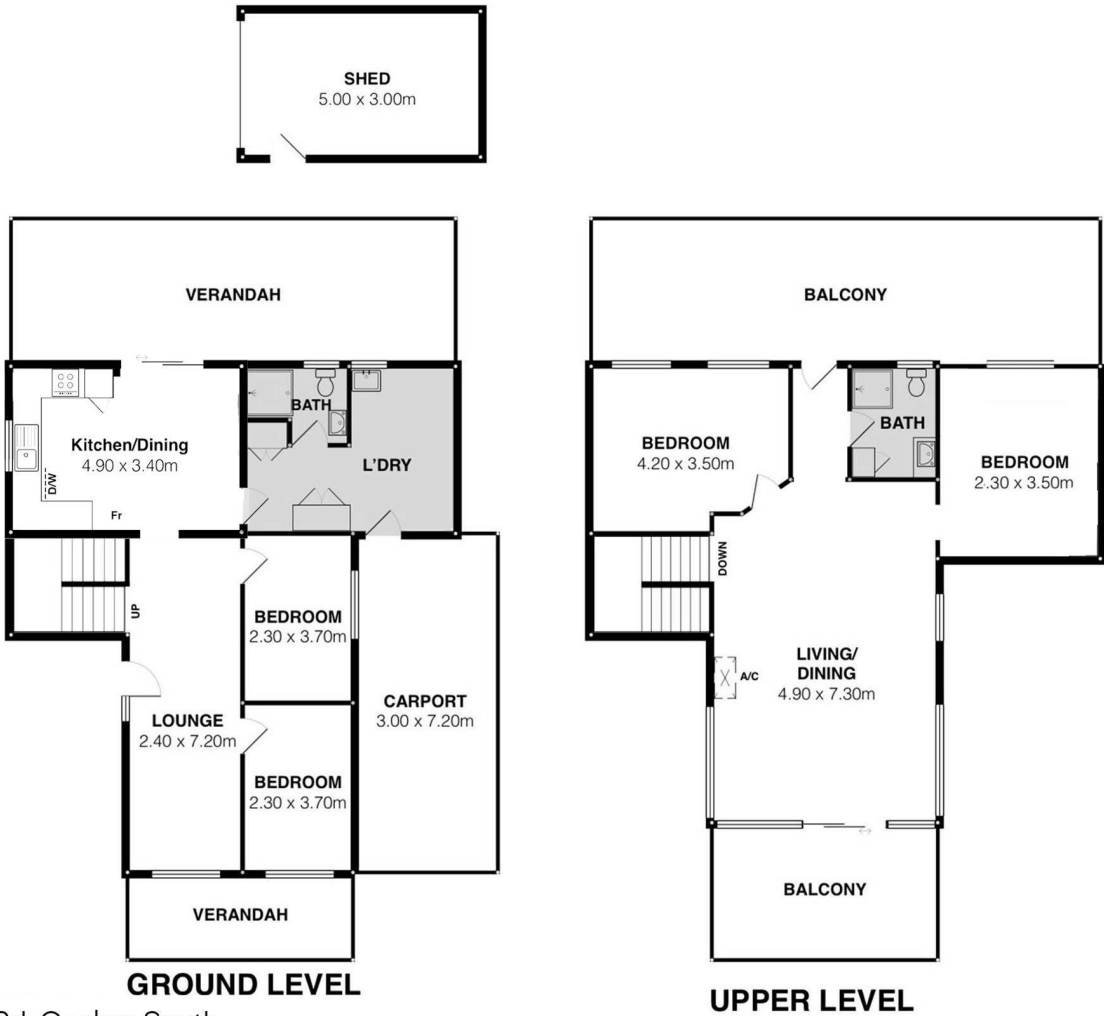 SHED
5.00 x 3.00m
VERANDAH
BATH
Kitchen/Dining
4.90 x 3.40m
L'DRY
D/W
Fr
UP
BEDROOM
2.30 x 3.70m
LOUNGE
2.40 x 7.20m
CARPORT
3.00 x 7.20m
BEDROOM
2.30 x 3.70m
VERANDAH
GROUND LEVEL
BALCONY
BATH
BEDROOM
4.20 x 3.50m
BEDROOM
2.30 x 3.50m
DOWN
LIVING/
DINING
4.90 x 7.30m
A/C
BALCONY
UPPER LEVEL